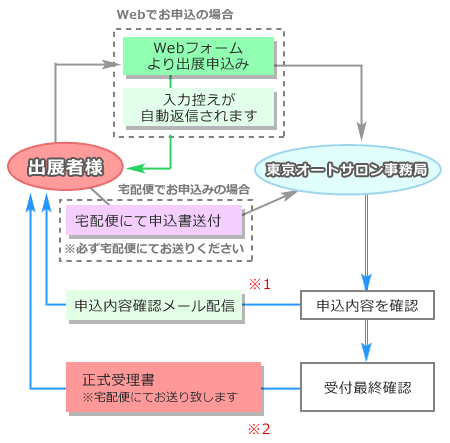 Webでお申込の場合
Webフォーム
より出展申込み
入力控えが
自動返信されます
出展者様
東京オートサロン事務局
宅配便でお申込みの場合
宅配便にて申込書送付
※必ず宅配便にてお送りください
※1
申込内容確認メール配信
申込内容を確認
正式受理書
※宅配便にてお送り致します
受付最終確認
※2